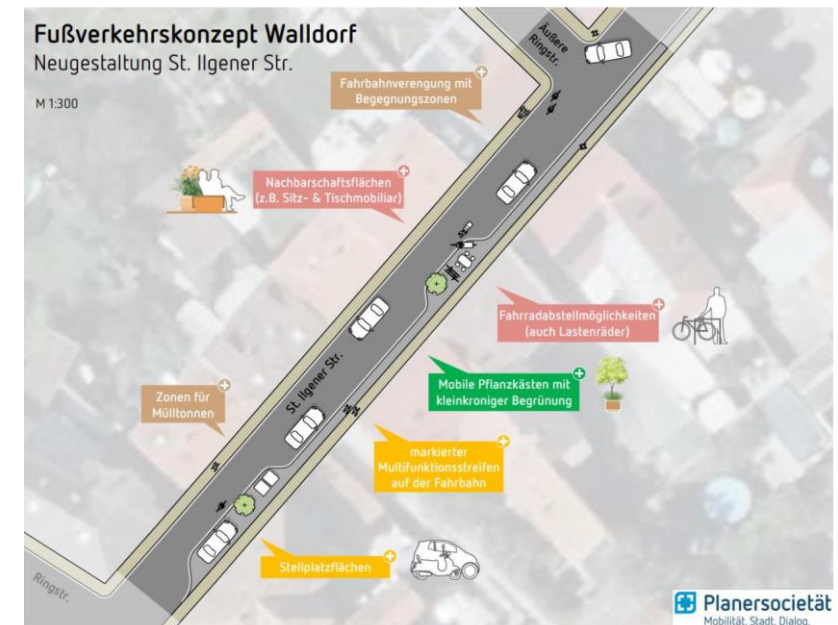 Fußverkehrskonzept Walldorf
Neugestaltung St. Ilgener Str.
M 1:300
Äußere
Ringstr.
Fahrbahnverengung mit
Begegnungszonen
Nachbarschaftsflächen
(z.B. Sitz- & Tischmobiliar)
Fahrradabstellmöglichkeiten
(auch Lastenräder)
St. Ilgener Str.
Mobile Pflanzkästen mit
kleinkroniger Begrünung
Zonen für
Mülltonnen
markierter
Multifunktionsstreifen
auf der Fahrbahn
Stellplatzflächen
Ringstr.
Planersocietät
Mobilität. Stadt. Dialog.